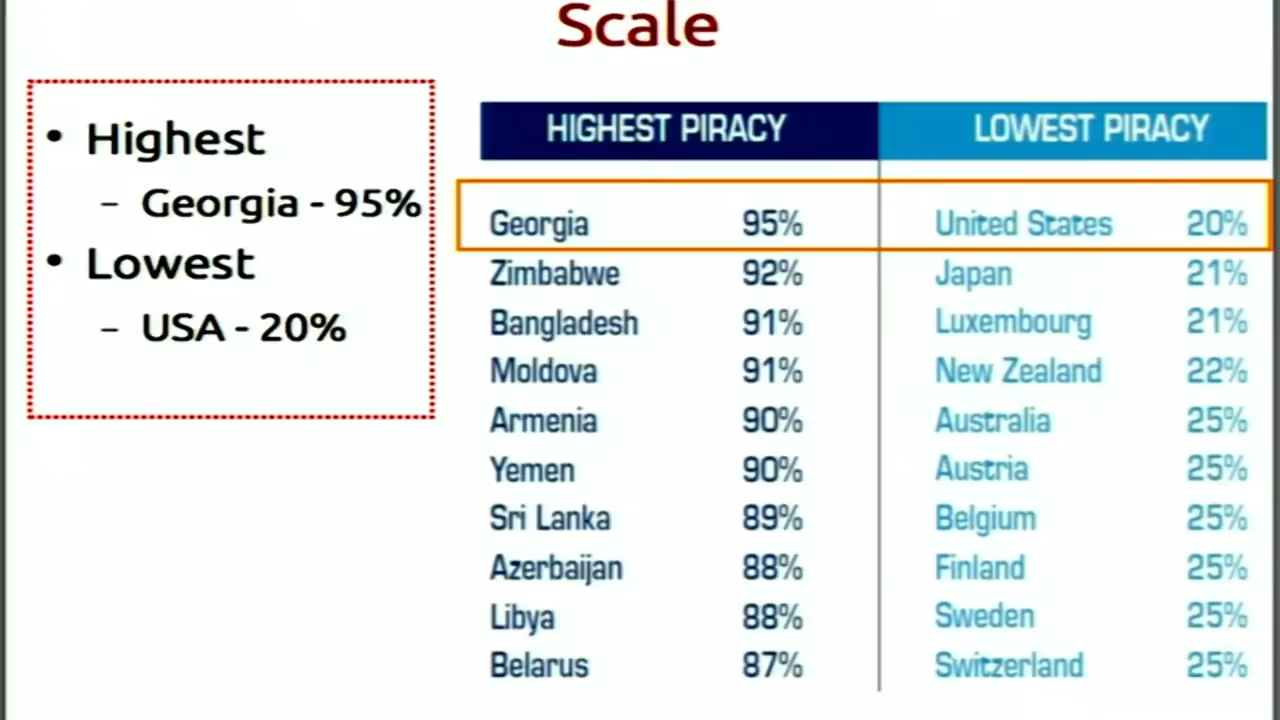 Scale
• Highest
– Georgia - 95%
• Lowest
– USA - 20%
HIGHEST PIRACY LOWEST PIRACY
Georgia 95% United States 20%
Zimbabwe 92% Japan 21%
Bangladesh 91% Luxembourg 21%
Moldova 91% New Zealand 22%
Armenia 90% Australia 25%
Yemen 90% Austria 25%
Sri Lanka 89% Belgium 25%
Azerbaijan 88% Finland 25%
Libya 88% Sweden 25%
Belarus 87% Switzerland 25%